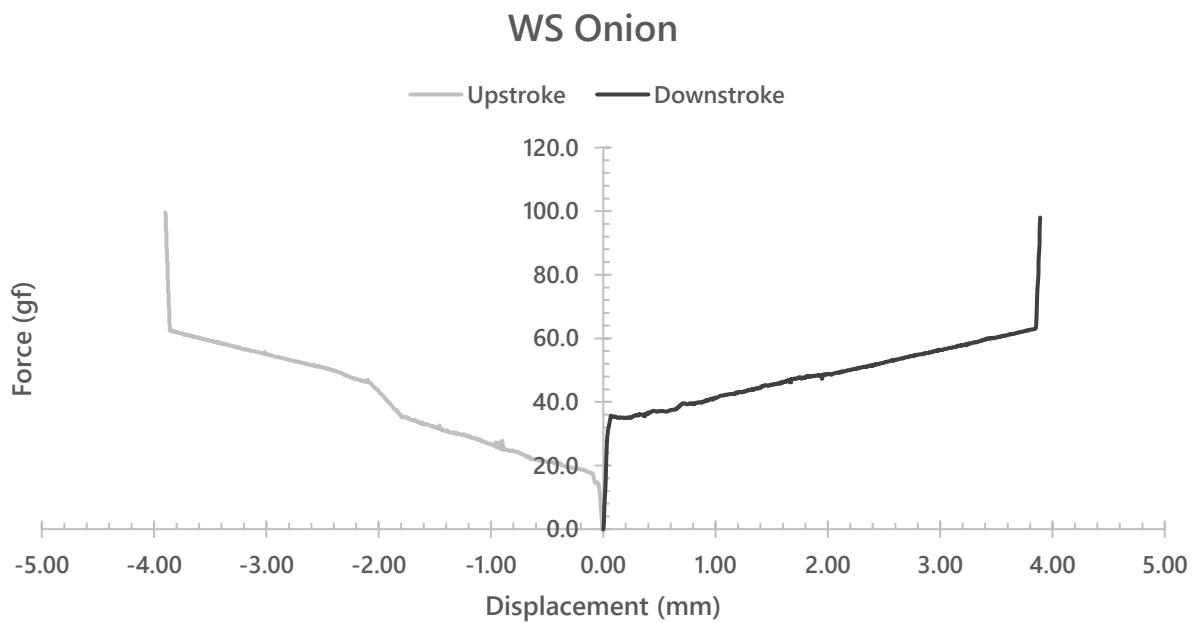 WS Onion
Upstroke Downstroke
120.0
100.0
80.0
60.0
40.0
20.0
0.0
Force (gf)
-5.00 -4.00 -3.00 -2.00 -1.00 0.00 1.00 2.00 3.00 4.00 5.00
Displacement (mm)